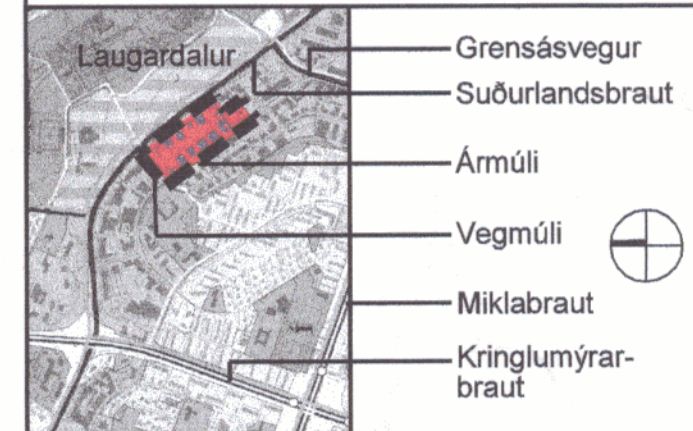 Laugardalur
Grensásvegur
Suðurlandsbraut
Ármúli
Vegmúli
Miklabraut
Kringlumýrar-
braut